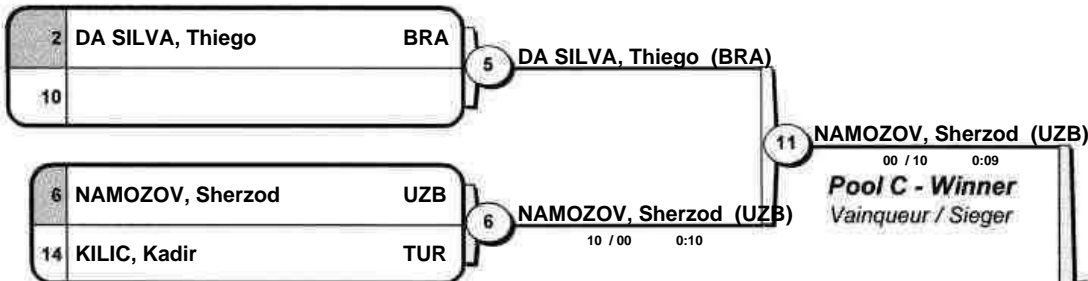 2 DA SILVA, Thiego BRA
10
5 DA SILVA, Thiego (BRA)
6 NAMOZOV, Sherzod UZB
14 KILIC, Kadir TUR
6 NAMOZOV, Sherzod (UZB)
10 / 00 0:10
11 NAMOZOV, Sherzod (UZB)
00 / 10 0:09
Pool C - Winner
Vainqueur / Sieger